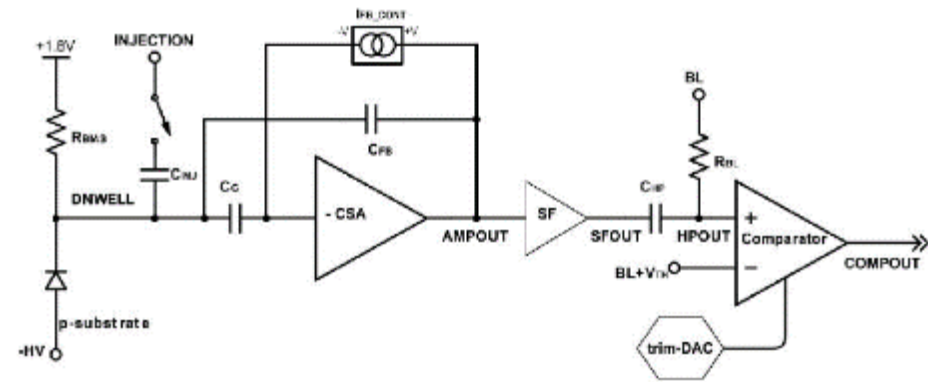 IFB_CONT
-V +V
+1.8V
INJECTION
BL
RBIAS
CFB
RBL
CINJ
DNWELL
CC
- CSA
SF
CHP
+
Comparator
AMPOUT
SFOUT
HPOUT
COMPOUT
BL+VTH
−
p-substrate
-HV
trim-DAC